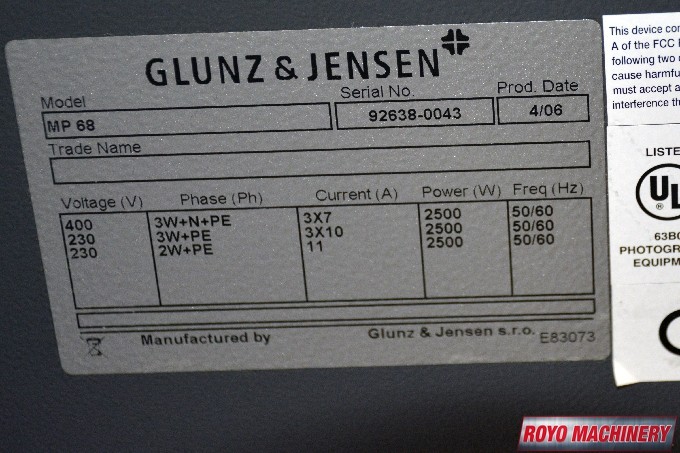 GLUNZ & JENSEN
Model Serial No. Prod. Date
MP 68 92638-0043 4/06
Trade Name
Voltage (V) Phase (Ph) Current (A) Power (W) Freq (Hz)
400 3W+N+PE 3X7 2500 50/60
230 3W+PE 3X10 2500 50/60
230 2W+PE 11 2500 50/60
Manufactured by Glunz & Jensen s.r.o. E83073
This device
A of the FCC
following two
cause harmfu
must accept a
interference th
LISTE
UL
®
PHOTOGR
EQUIPM
ROYO MACHINERY